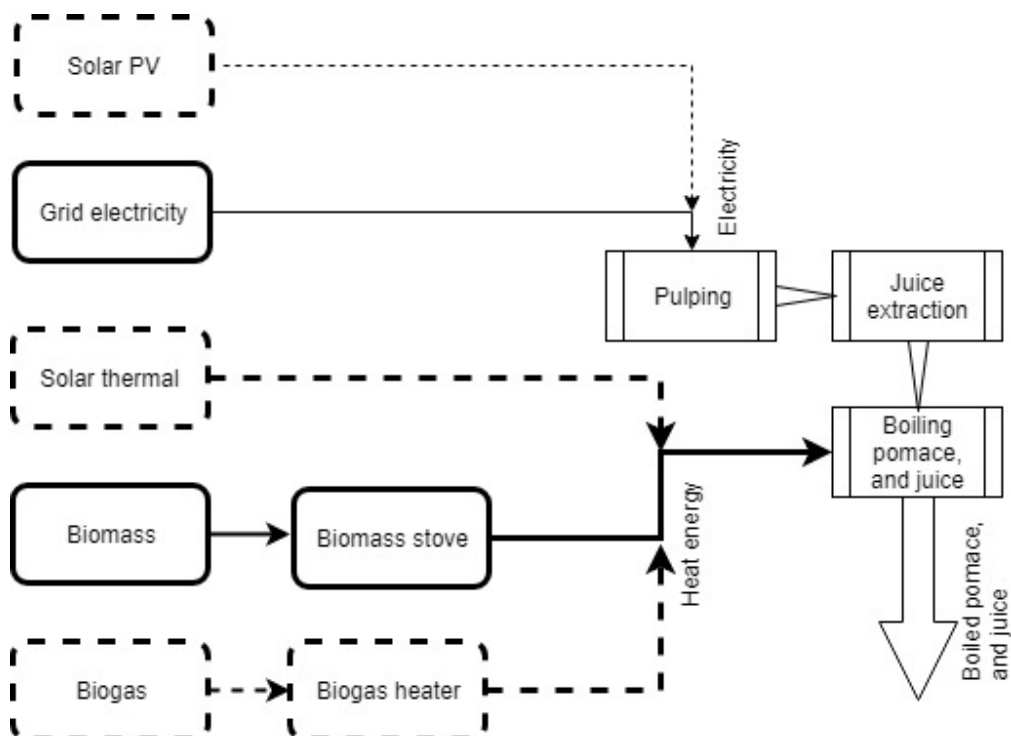 Solar PV
Grid electricity
Electricity
Pulping
Juice
extraction
Solar thermal
Boiling
pomace,
and juice
Biomass
Biomass stove
Heat energy
Boiled pomace,
and juice
Biogas
Biogas heater